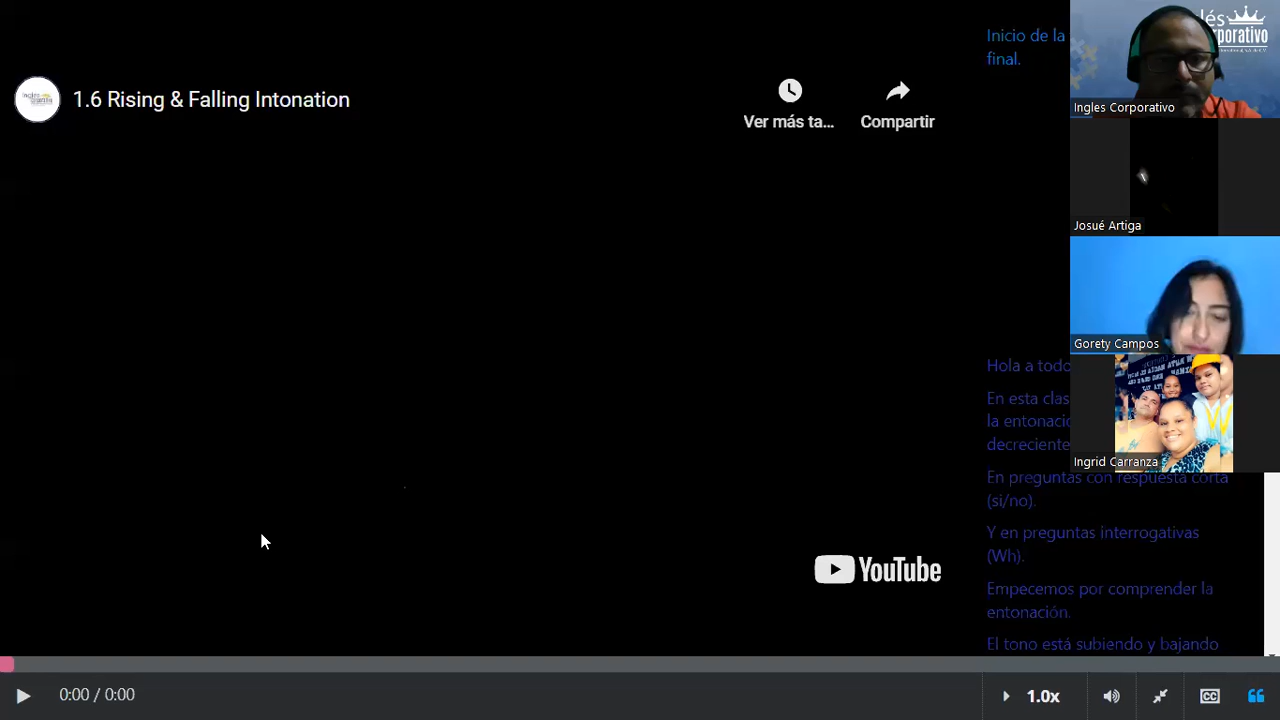 1.6 Rising & Falling Intonation
Ver más ta...
Compartir
Inicio de la
final.
Hola a todo
En esta clas
la entonació
decreciente
En preguntas con respuesta corta
(si/no).
Y en preguntas interrogativas
(Wh).
Empecemos por comprender la
entonación.
El tono está subiendo y bajando
YouTube
0:00 / 0:00
1.0x
CC
Ingles Corporativo
Josué Artiga
Gorety Campos
Ingrid Carranza